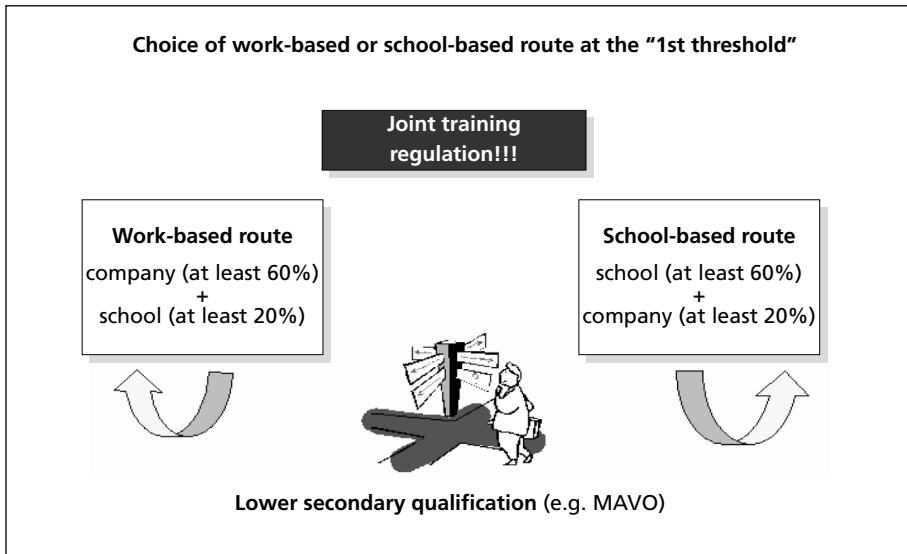 Choice of work-based or school-based route at the “1st threshold”
Joint training
regulation!!!
Work-based route
company (at least 60%)
+
school (at least 20%)
School-based route
school (at least 60%)
+
company (at least 20%)
Lower secondary qualification (e.g. MAVO)